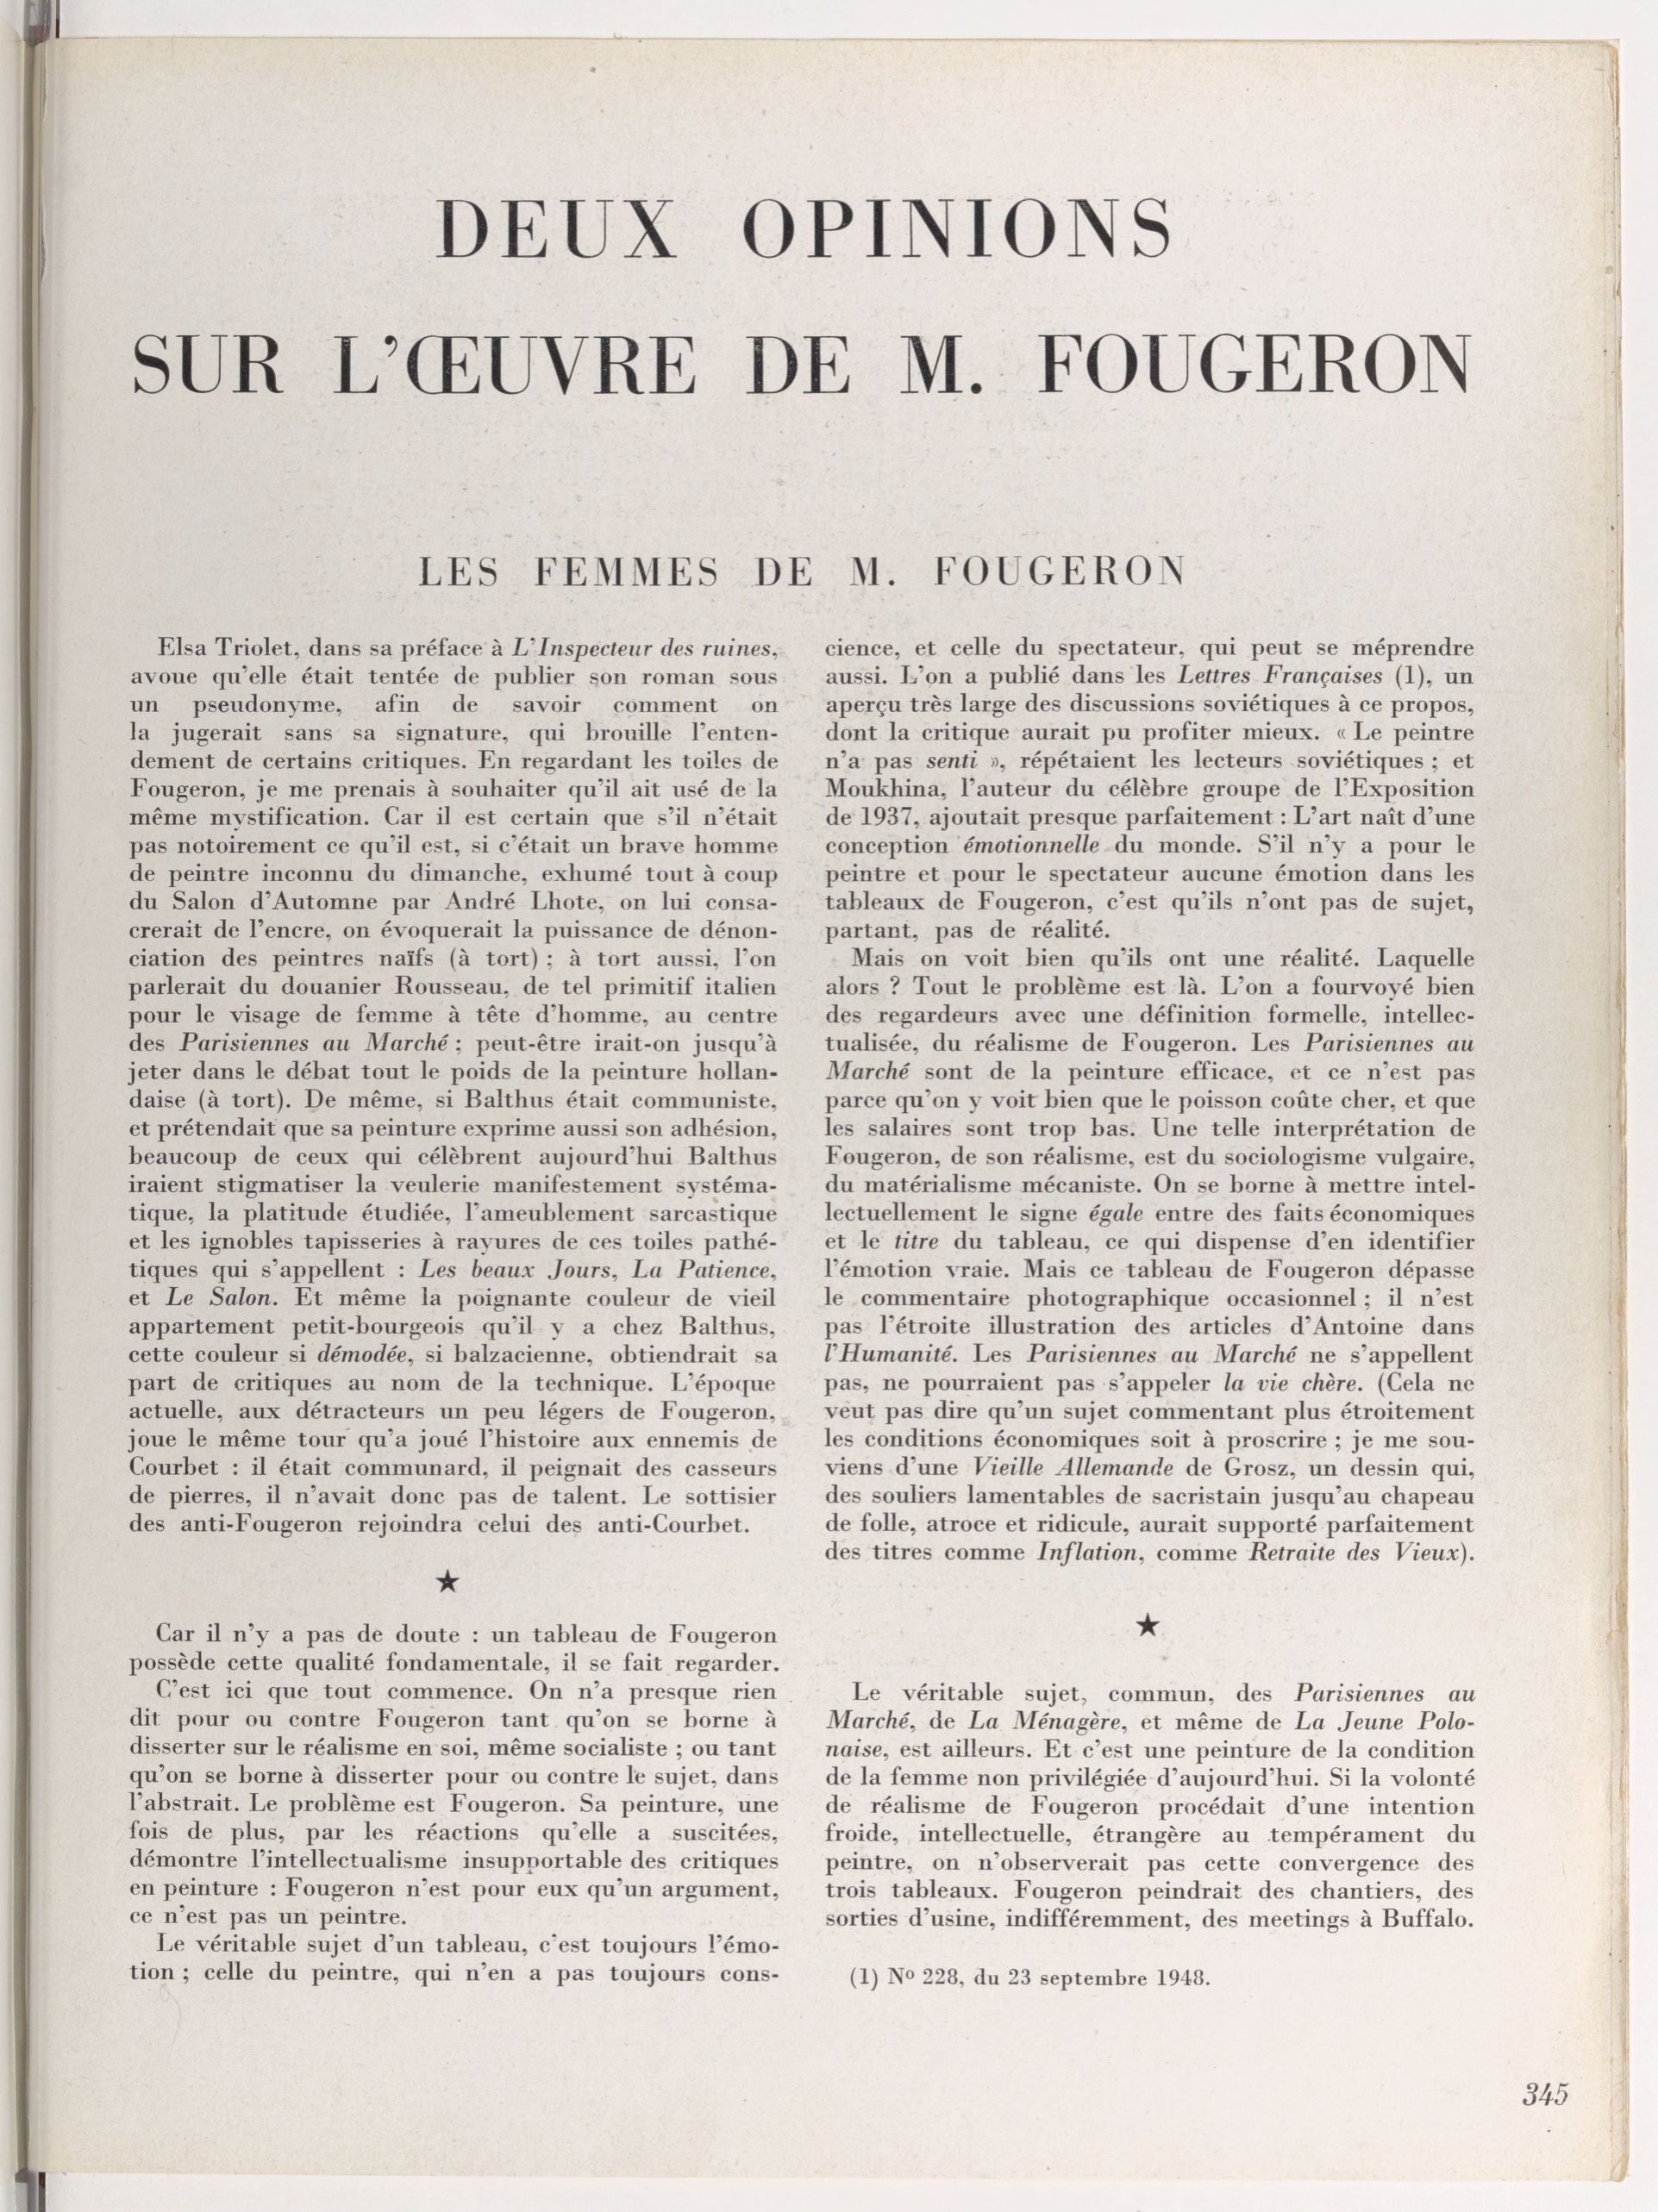 DEUX OPINIONS
SUR L'ŒUVRE DE M. FOUGERON
LES FEMMES DE M. FOUGERON
Elsa Triolet, dans sa préface à L'Inspecteur des ruines,
avoue qu'elle était tentée de publier son roman sous
un pseudonyme, afin de savoir comment on
la jugerait sans sa signature, qui brouille l'enten-
dement de certains critiques. En regardant les toiles de
Fougeron, je me prenais à souhaiter qu'il ait usé de la
même mystification. Car il est certain que s'il n'était
pas notoirement ce qu'il est, si c'était un brave homme
de peintre inconnu du dimanche, exhumé tout à coup
du Salon d'Automne par André Lhote, on lui consa-
crerait de l'encre, on évoquerait la puissance de dénon-
ciation des peintres naïfs (à tort) ; à tort aussi, l'on
parlerait du douanier Rousseau, de tel primitif italien
pour le visage de femme à tête d'homme, au centre
des Parisiennes au Marché ; peut-être irait-on jusqu'à
jeter dans le débat tout le poids de la peinture hollan-
daise (à tort). De même, si Balthus était communiste,
et prétendait que sa peinture exprime aussi son adhésion,
beaucoup de ceux qui célèbrent aujourd'hui Balthus
iraient stigmatiser la veulerie manifestement systéma-
tique, la platitude étudiée, l'ameublement sarcastique
et les ignobles tapisseries à rayures de ces toiles pathé-
tiques qui s'appellent : Les beaux Jours, La Patience,
et Le Salon. Et même la poignante couleur de vieil
appartement petit-bourgeois qu'il y a chez Balthus,
cette couleur si démodée, si balzacienne, obtiendrait sa
part de critiques au nom de la technique. L'époque
actuelle, aux détracteurs un peu légers de Fougeron,
joue le même tour qu'a joué l'histoire aux ennemis de
Courbet : il était communard, il peignait des casseurs
de pierres, il n'avait donc pas de talent. Le sottisier
des anti-Fougeron rejoindra celui des anti-Courbet.
★
Car il n'y a pas de doute : un tableau de Fougeron
possède cette qualité fondamentale, il se fait regarder.
C'est ici que tout commence. On n'a presque rien
dit pour ou contre Fougeron tant qu'on se borne à
disserter sur le réalisme en soi, même socialiste ; ou tant
qu'on se borne à disserter pour ou contre le sujet, dans
l'abstrait. Le problème est Fougeron. Sa peinture, une
fois de plus, par les réactions qu'elle a suscitées,
démontre l'intellectualisme insupportable des critiques
en peinture : Fougeron n'est pour eux qu'un argument,
ce n'est pas un peintre.
Le véritable sujet d'un tableau, c'est toujours l'émo-
tion ; celle du peintre, qui n'en a pas toujours cons-
cience, et celle du spectateur, qui peut se méprendre
aussi. L'on a publié dans les Lettres Françaises (1), un
aperçu très large des discussions soviétiques à ce propos,
dont la critique aurait pu profiter mieux. « Le peintre
n'a pas senti », répétaient les lecteurs soviétiques ; et
Moukhina, l'auteur du célèbre groupe de l'Exposition
de 1937, ajoutait presque parfaitement : L'art naît d'une
conception émotionnelle du monde. S'il n'y a pour le
peintre et pour le spectateur aucune émotion dans les
tableaux de Fougeron, c'est qu'ils n'ont pas de sujet,
partant, pas de réalité.
Mais on voit bien qu'ils ont une réalité. Laquelle
alors ? Tout le problème est là. L'on a fourvoyé bien
des regardeurs avec une définition formelle, intellec-
tualisée, du réalisme de Fougeron. Les Parisiennes au
Marché sont de la peinture efficace, et ce n'est pas
parce qu'on y voit bien que le poisson coûte cher, et que
les salaires sont trop bas. Une telle interprétation de
Fougeron, de son réalisme, est du sociologisme vulgaire,
du matérialisme mécaniste. On se borne à mettre intel-
lectuellement le signe égale entre des faits économiques
et le titre du tableau, ce qui dispense d'en identifier
l'émotion vraie. Mais ce tableau de Fougeron dépasse
le commentaire photographique occasionnel ; il n'est
pas l'étroite illustration des articles d'Antoine dans
l'Humanité. Les Parisiennes au Marché ne s'appellent
pas, ne pourraient pas s'appeler la vie chère. (Cela ne
veut pas dire qu'un sujet commentant plus étroitement
les conditions économiques soit à proscrire ; je me sou-
viens d'une Vieille Allemande de Grosz, un dessin qui,
des souliers lamentables de sacristain jusqu'au chapeau
de folle, atroce et ridicule, aurait supporté parfaitement
des titres comme Inflation, comme Retraite des Vieux).
★
Le véritable sujet, commun, des Parisiennes au
Marché, de La Ménagère, et même de La Jeune Polo-
naise, est ailleurs. Et c'est une peinture de la condition
de la femme non privilégiée d'aujourd'hui. Si la volonté
de réalisme de Fougeron procédait d'une intention
froide, intellectuelle, étrangère au tempérament du
peintre, on n'observerait pas cette convergence des
trois tableaux. Fougeron peindrait des chantiers, des
sorties d'usine, indifféremment, des meetings à Buffalo.
(1) Nº 228, du 23 septembre 1948.
345